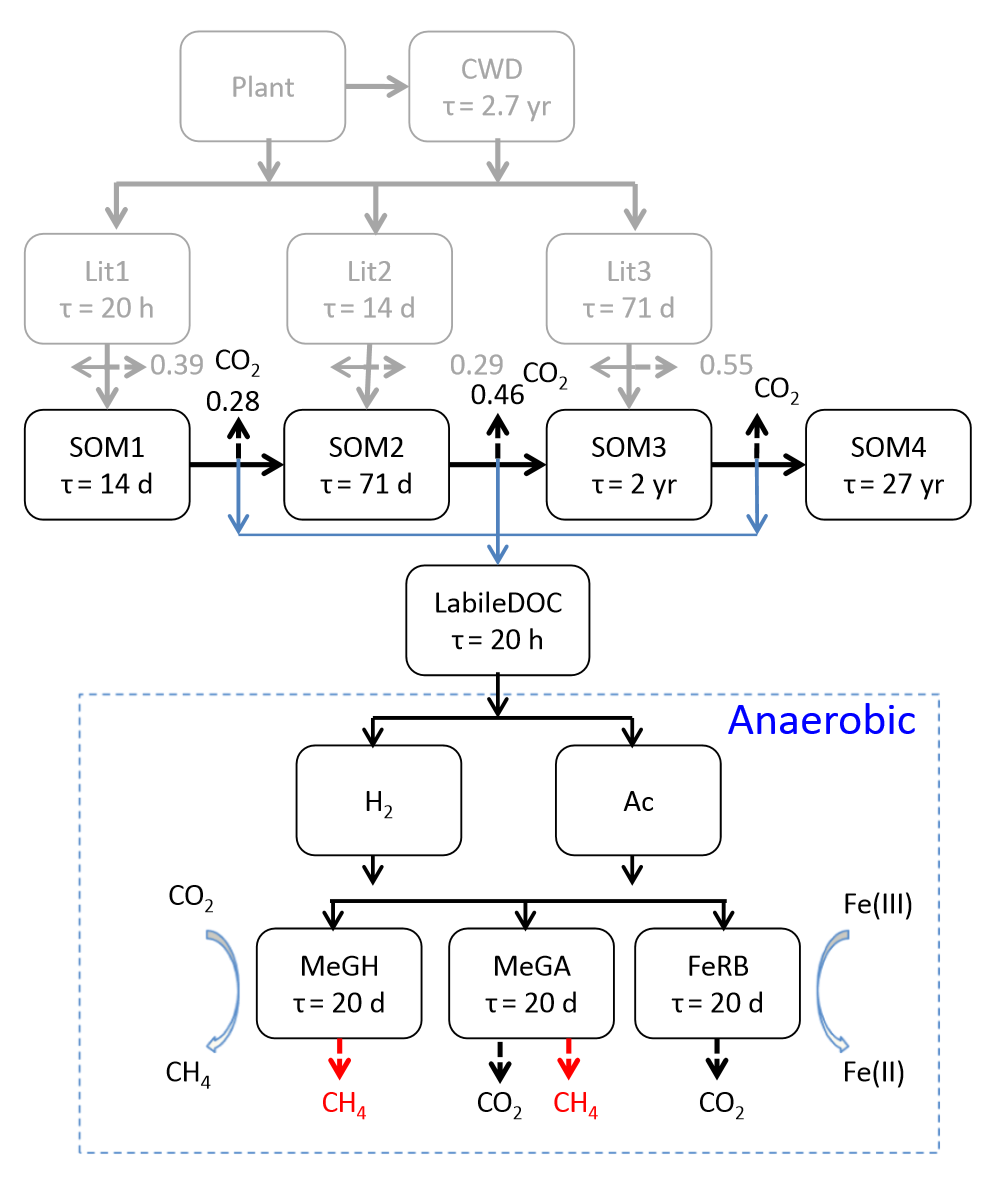 Plant
CWD
τ = 2.7 yr
Lit1
τ = 20 h
Lit2
τ = 14 d
Lit3
τ = 71 d
0.39
CO2
0.28
0.29
0.46
CO2
0.55
CO2
SOM1
τ = 14 d
SOM2
τ = 71 d
SOM3
τ = 2 yr
SOM4
τ = 27 yr
LabileDOC
τ = 20 h
Anaerobic
H2
Ac
CO2
Fe(III)
MeGH
τ = 20 d
MeGA
τ = 20 d
FeRB
τ = 20 d
CH4
Fe(II)
CH4
CO2
CH4
CO2